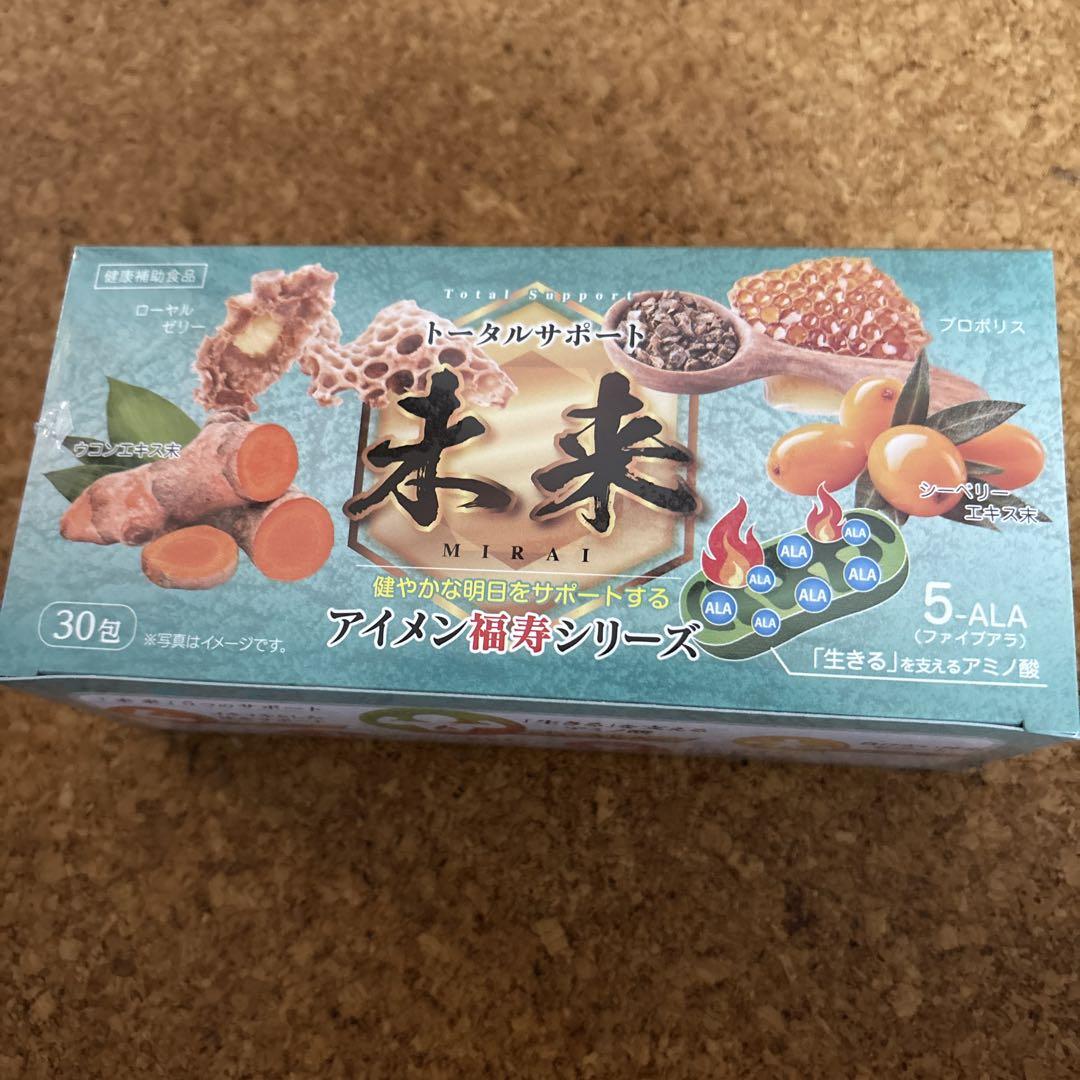 健康補助食品
ローヤル
ゼリー
Total Support
トータルサポート
プロポリス
ウコンエキス末
未来
MIRAI
シーベリー
エキス末
ALA
ALA
ALA
ALA
ALA
ALA
ALA
健やかな明日をサポートする
アイメン福寿シリーズ
30包
※写真はイメージです。
5-ALA
(ファイブアラ)
「生きる」を支えるアミノ酸